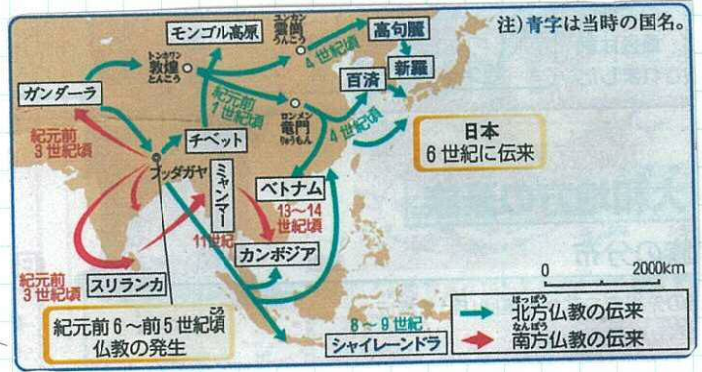 モンゴル高原
ユンカン
雲崗
うんこう
高句麗
注）青字は当時の国名。
4世紀頃
新羅
百済
トンホワン
敦煌
とんこう
ガンダーラ
紀元前
1世紀頃
ロンメン
竜門
りゅうもん
4世紀頃
紀元前
3世紀頃
チベット
日本
6世紀に伝来
ブッダガヤ
ミャンマー
ベトナム
13～14
世紀頃
11世紀
カンボジア
紀元前
3世紀頃
スリランカ
0 2000km
紀元前6～前5世紀頃
ごろ
仏教の発生
8～9世紀
シャイレーンドラ
ほっぽう
北方仏教の伝来
なんぽう
南方仏教の伝来